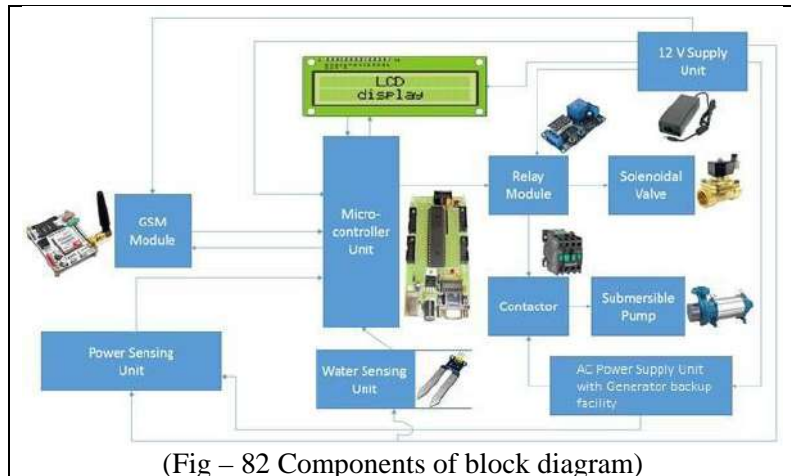 12 V Supply
Unit
LCD
display
Relay
Module
Solenoidal
Valve
Micro-
controller
Unit
GSM
Module
Contactor
Submersible
Pump
Power Sensing
Unit
Water Sensing
Unit
AC Power Supply Unit
with Generator backup
facility
(Fig – 82 Components of block diagram)